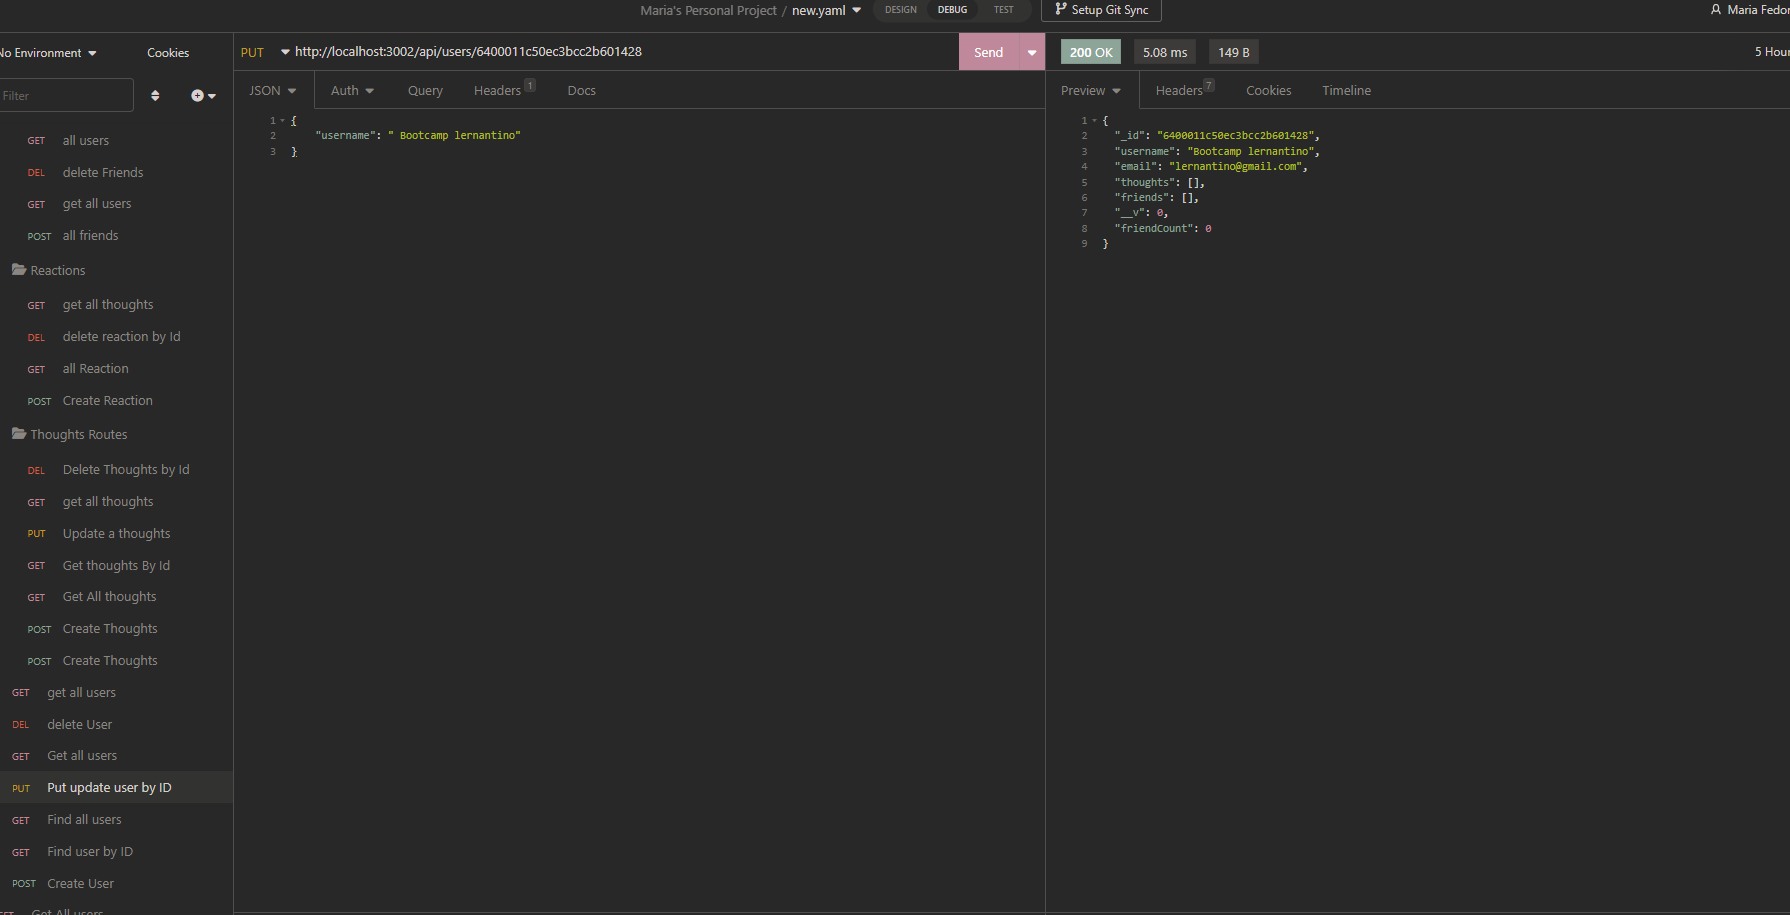 Maria's Personal Project / new.yaml
DESIGN DEBUG TEST
Setup Git Sync
Maria Fedor
No Environment
Cookies
PUT http://localhost:3002/api/users/6400011c50ec3bcc2b601428
Send
200 OK
5.08 ms
149 B
5 Hour
Filter
JSON
Auth
Query
Headers 1
Docs
Preview
Headers 7
Cookies
Timeline
GET all users
DEL delete Friends
GET get all users
POST all friends
Reactions
GET get all thoughts
DEL delete reaction by Id
GET all Reaction
POST Create Reaction
Thoughts Routes
DEL Delete Thoughts by Id
GET get all thoughts
PUT Update a thoughts
GET Get thoughts By Id
GET Get All thoughts
POST Create Thoughts
POST Create Thoughts
GET get all users
DEL delete User
GET Get all users
PUT Put update user by ID
GET Find all users
GET Find user by ID
POST Create User
GET Get All users
1 {
2 "username": " Bootcamp lernantino"
3 }
1 {
2 "_id": "6400011c50ec3bcc2b601428",
3 "username": "Bootcamp lernantino",
4 "email": "lernantino@gmail.com",
5 "thoughts": [],
6 "friends": [],
7 "__v": 0,
8 "friendCount": 0
9 }